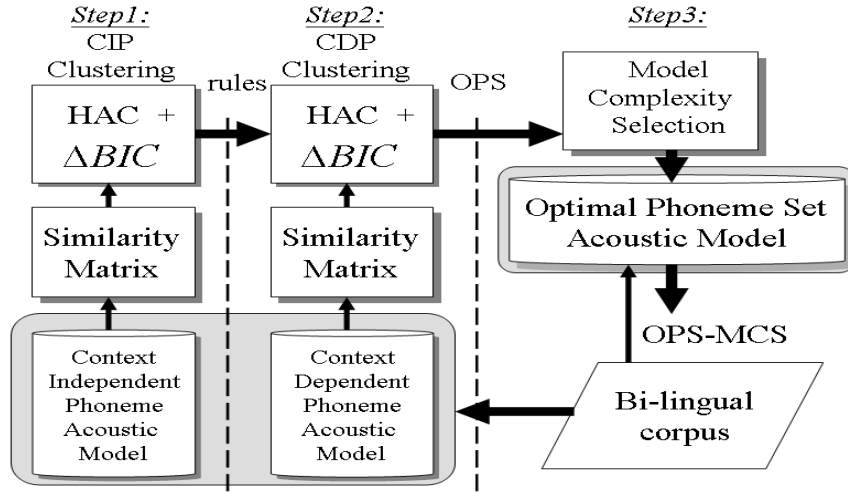 Step1:
CIP
Clustering
HAC +
ΔBIC
Similarity
Matrix
Context
Independent
Phoneme
Acoustic
Model
rules
Step2:
CDP
Clustering
HAC +
ΔBIC
Similarity
Matrix
Context
Dependent
Phoneme
Acoustic
Model
OPS
Step3:
Model
Complexity
Selection
Optimal Phoneme Set
Acoustic Model
OPS-MCS
Bi-lingual
corpus